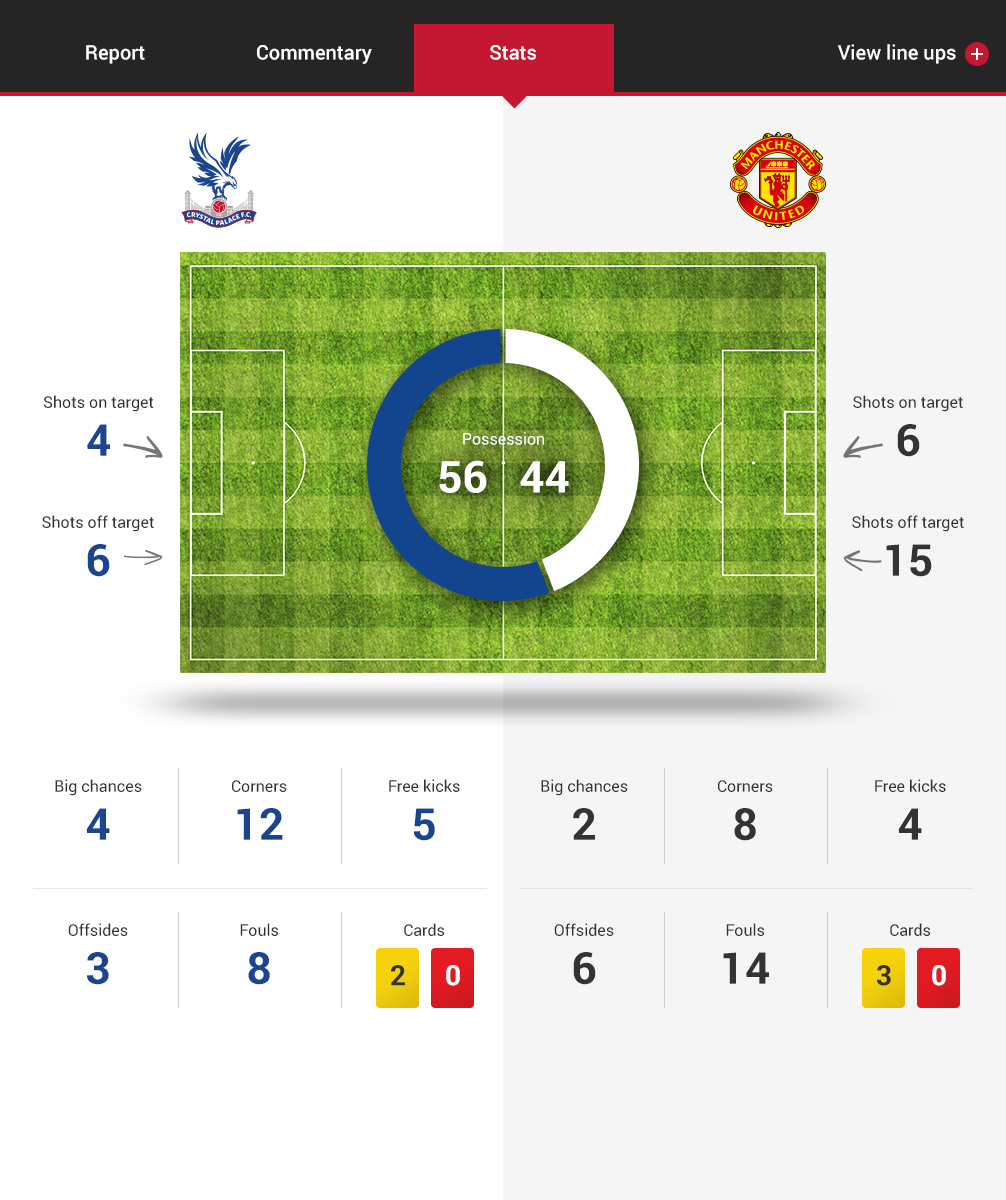 Report Commentary Stats View line ups
CRYSTAL PALACE F.C.
MANCHESTER
UNITED
Shots on target
4
Shots off target
6
Possession
56 44
Shots on target
6
Shots off target
15
Big chances Corners Free kicks
4 12 5
Offsides Fouls Cards
3 8 2 0
Big chances Corners Free kicks
2 8 4
Offsides Fouls Cards
6 14 3 0